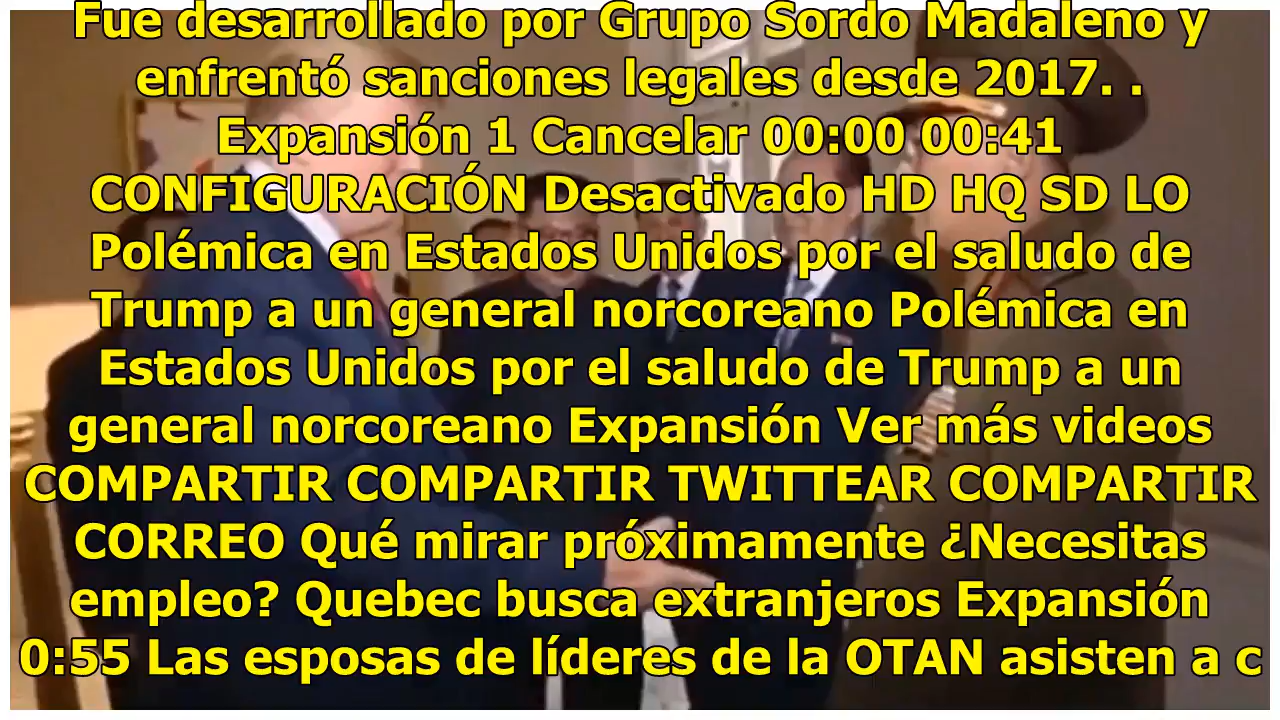 Fue desarrollado por Grupo Sordo Madaleno y
enfrentó sanciones legales desde 2017. .
Expansión 1 Cancelar 00:00 00:41
CONFIGURACIÓN Desactivado HD HQ SD LO
Polémica en Estados Unidos por el saludo de
Trump a un general norcoreano Polémica en
Estados Unidos por el saludo de Trump a un
general norcoreano Expansión Ver más videos
COMPARTIR COMPARTIR TWITTEAR COMPARTIR
CORREO Qué mirar próximamente ¿Necesitas
empleo? Quebec busca extranjeros Expansión
0:55 Las esposas de líderes de la OTAN asisten a c